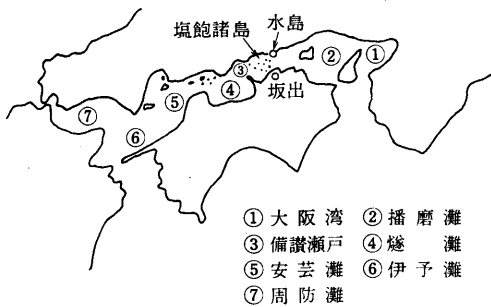 塩飽諸島
水島
③
②
①
坂出
④
⑤
⑦
⑥
①大阪湾 ②播磨灘
③備讃瀬戸 ④燧灘
⑤安芸灘 ⑥伊予灘
⑦周防灘